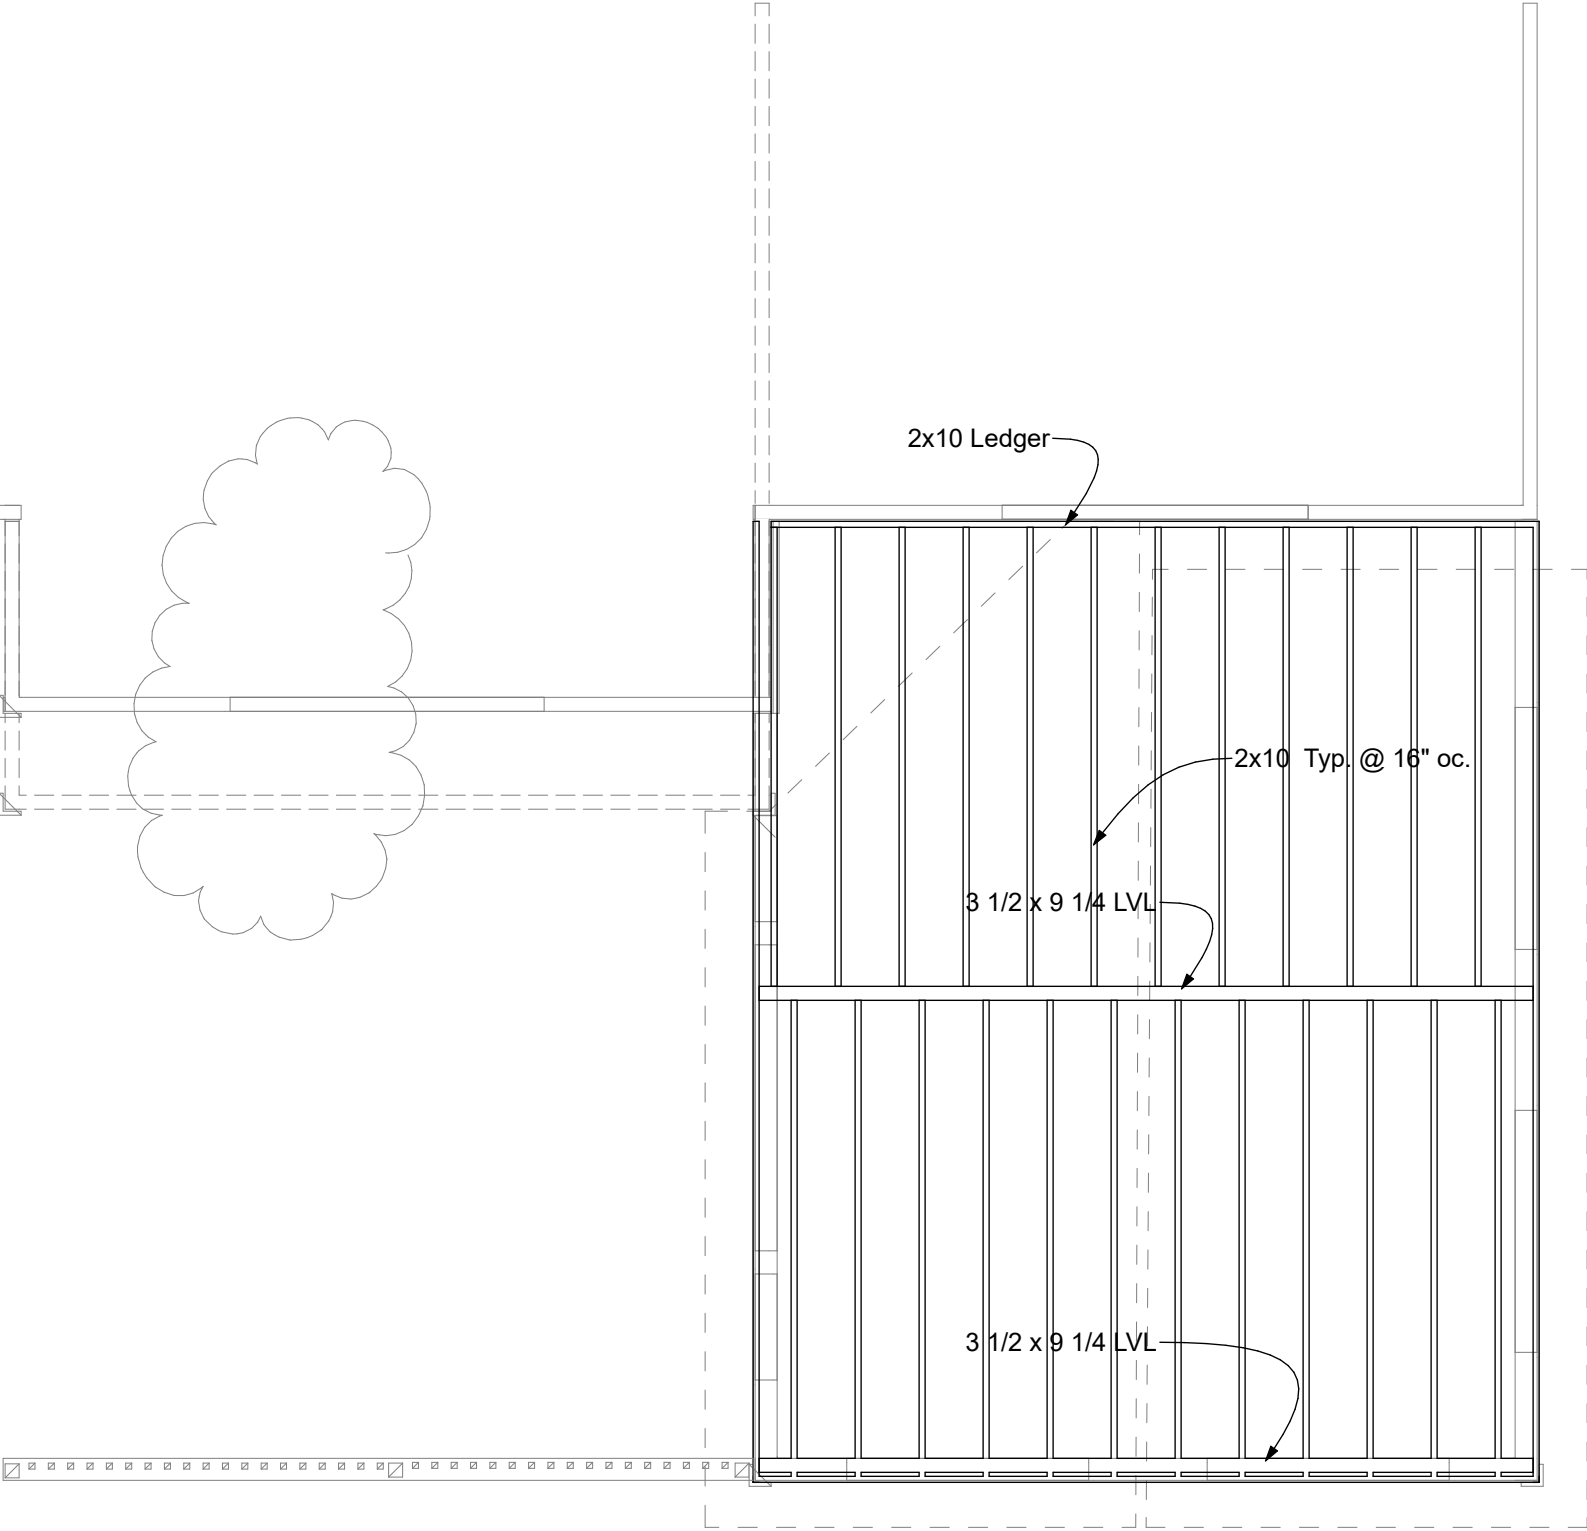 2x10 Ledger
2x10  Typ. @ 16" oc.
3 1/2 x 9 1/4 LVL
3 1/2 x 9 1/4 LVL